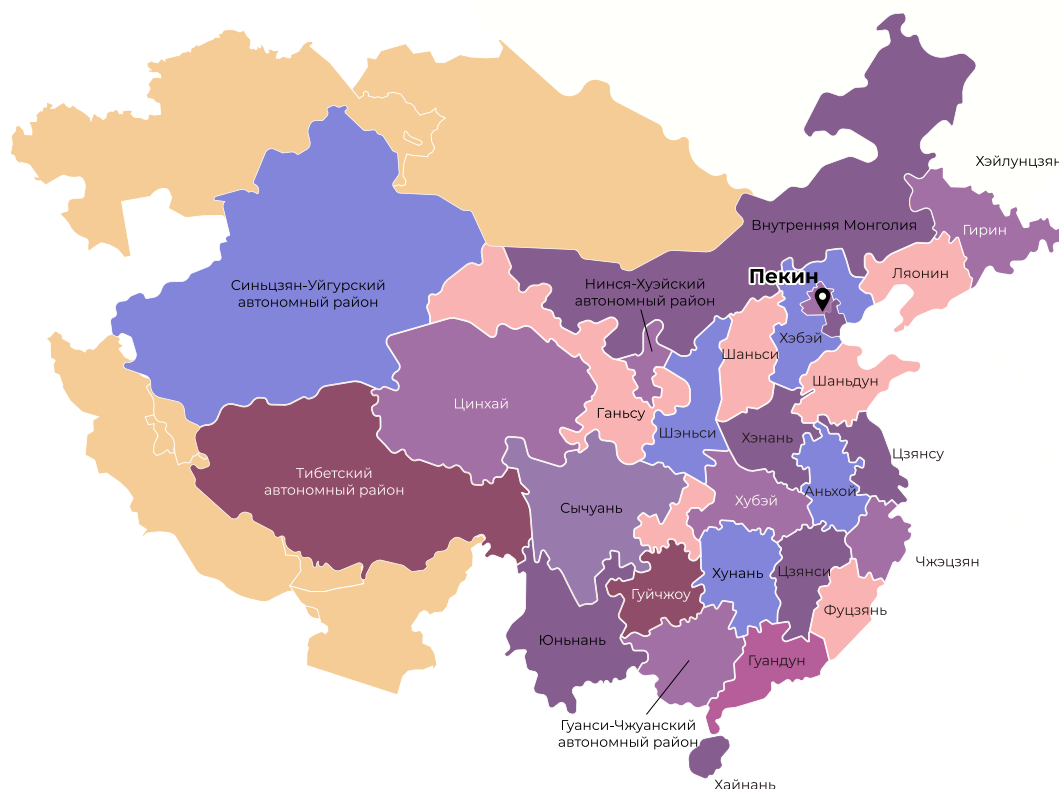 Хэйлунцзян
Внутренняя Монголия
Гирин
Пекин
Ляонин
Нинся-Хуэйский
автономный район
Синьцзян-Уйгурский
автономный район
Хэбэй
Шаньси
Шаньдун
Цинхай
Ганьсу
Шэньси
Хэнань
Цзянсу
Тибетский
автономный район
Сычуань
Хубэй
Аньхой
Чжэцзян
Хунань
Цзянси
Гуйчжоу
Фуцзянь
Юньнань
Гуандун
Гуанси-Чжуанский
автономный район
Хайнань